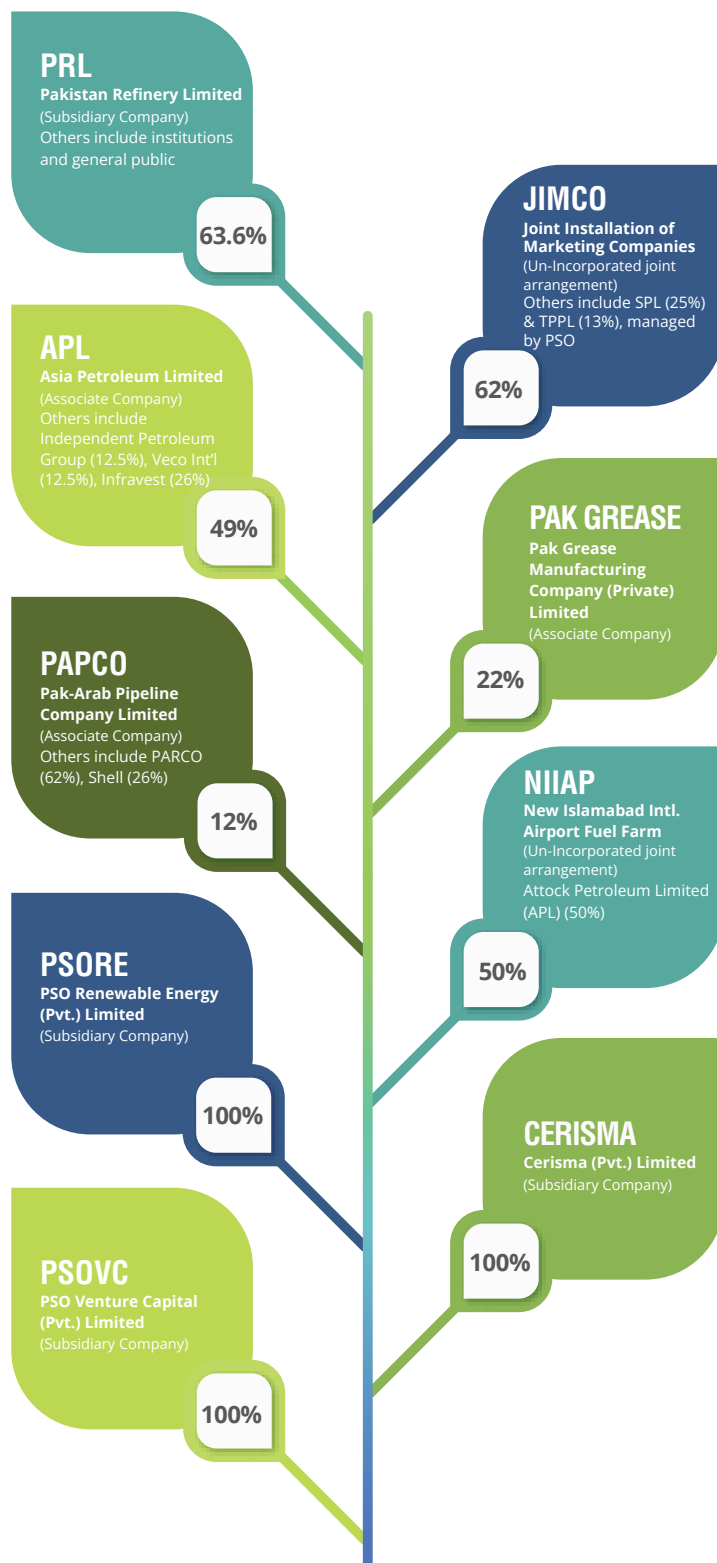 PRL
Pakistan Refinery Limited
(Subsidiary Company)
Others include institutions
and general public
63.6%
JIMCO
Joint Installation of
Marketing Companies
(Un-Incorporated joint
arrangement)
Others include SPL (25%)
& TPPL (13%), managed
by PSO
62%
APL
Asia Petroleum Limited
(Associate Company)
Others include
Independent Petroleum
Group (12.5%), Veco Int'l
(12.5%), Infravest (26%)
49%
PAK GREASE
Pak Grease
Manufacturing
Company (Private)
Limited
(Associate Company)
22%
PAPCO
Pak-Arab Pipeline
Company Limited
(Associate Company)
Others include PARCO
(62%), Shell (26%)
12%
NIIAP
New Islamabad Intl.
Airport Fuel Farm
(Un-Incorporated joint
arrangement)
Attock Petroleum Limited
(APL) (50%)
50%
PSORE
PSO Renewable Energy
(Pvt.) Limited
(Subsidiary Company)
100%
CERISMA
Cerisma (Pvt.) Limited
(Subsidiary Company)
100%
PSOVC
PSO Venture Capital
(Pvt.) Limited
(Subsidiary Company)
100%